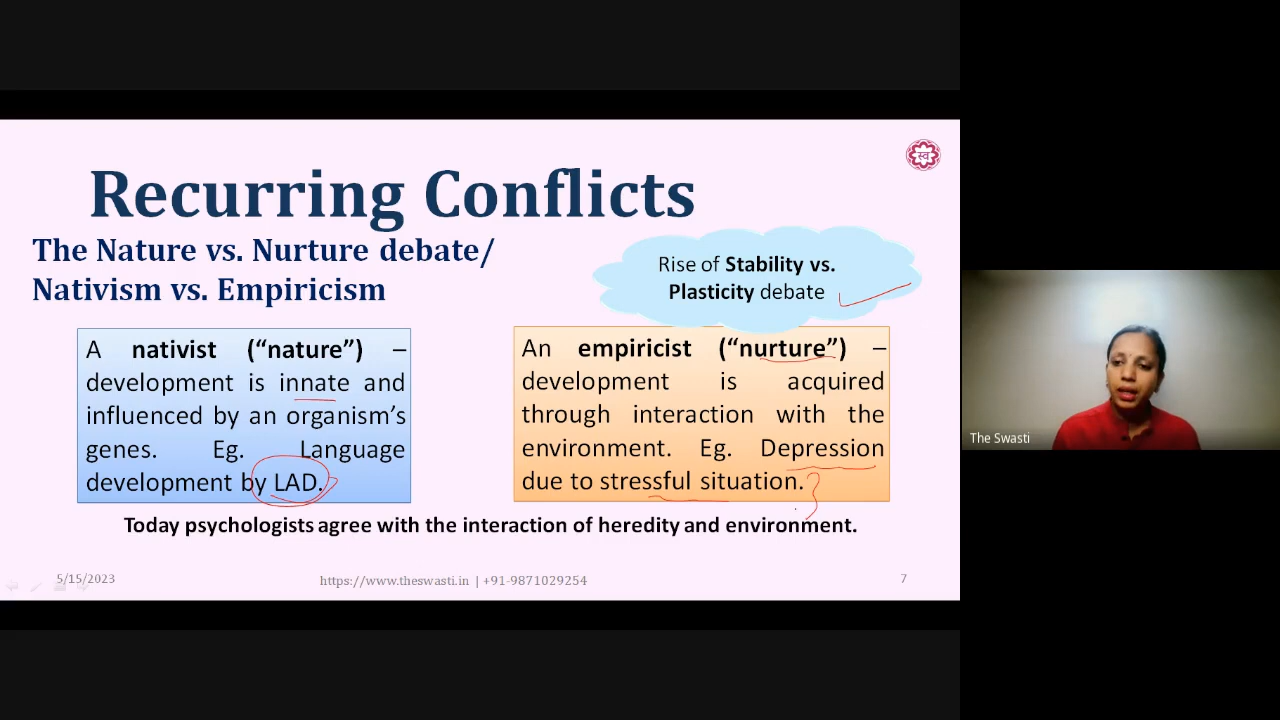 स्व
Recurring Conflicts
The Nature vs. Nurture debate/
Nativism vs. Empiricism
Rise of Stability vs.
Plasticity debate
A nativist (“nature”) –
development is innate and
influenced by an organism’s
genes. Eg. Language
development by LAD.
An empiricist (“nurture”) –
development is acquired
through interaction with the
environment. Eg. Depression
due to stressful situation.
Today psychologists agree with the interaction of heredity and environment.
5/15/2023
https://www.theswasti.in | +91-9871029254
7
The Swasti